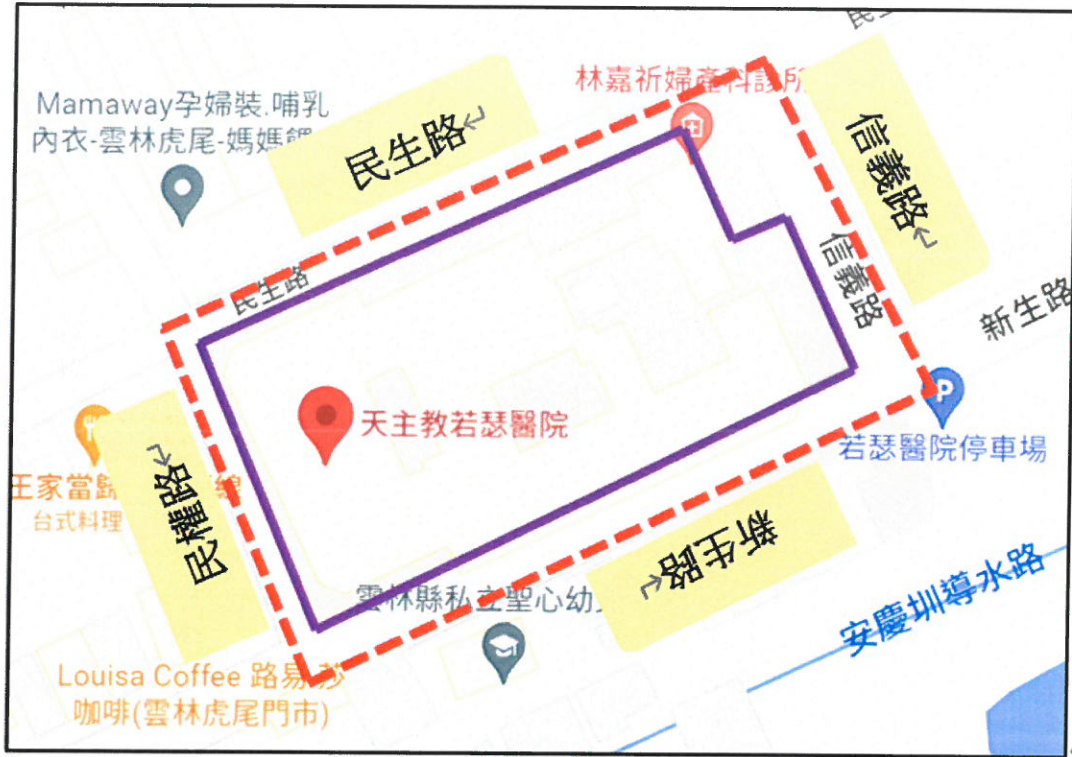 民生
林嘉祈婦產科診所
Mamaway孕婦裝.哺乳
內衣-雲林虎尾-媽媽餵
民生路
信義路
民生路
信義路
新生路
天主教若瑟醫院
若瑟醫院停車場
王家當歸
線
台式料理
民權路
新生路
雲林縣私立聖心幼
安慶圳導水路
Louisa Coffee 路易.莎
咖啡(雲林虎尾門市)
P